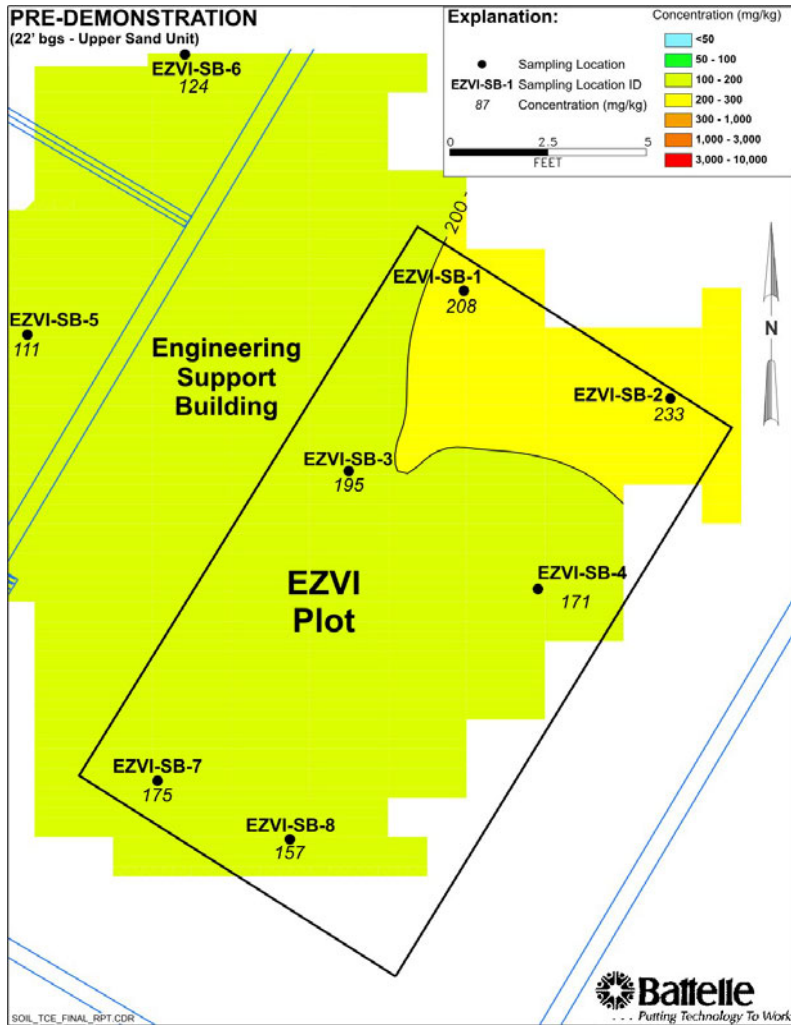 PRE-DEMONSTRATION
(22' bgs - Upper Sand Unit)
Explanation:
Sampling Location
EZVI-SB-1 Sampling Location ID
87 Concentration (mg/kg)
0 2.5 5
FEET
Concentration (mg/kg)
<50
50 - 100
100 - 200
200 - 300
300 - 1,000
1,000 - 3,000
3,000 - 10,000
EZVI-SB-6
124
200
N
EZVI-SB-1
208
EZVI-SB-5
111
Engineering
Support
Building
EZVI-SB-2
233
EZVI-SB-3
195
EZVI
Plot
EZVI-SB-4
171
EZVI-SB-7
175
EZVI-SB-8
157
Battelle
. . . Putting Technology To Work
SOIL_TCE_FINAL_RPT.CDR